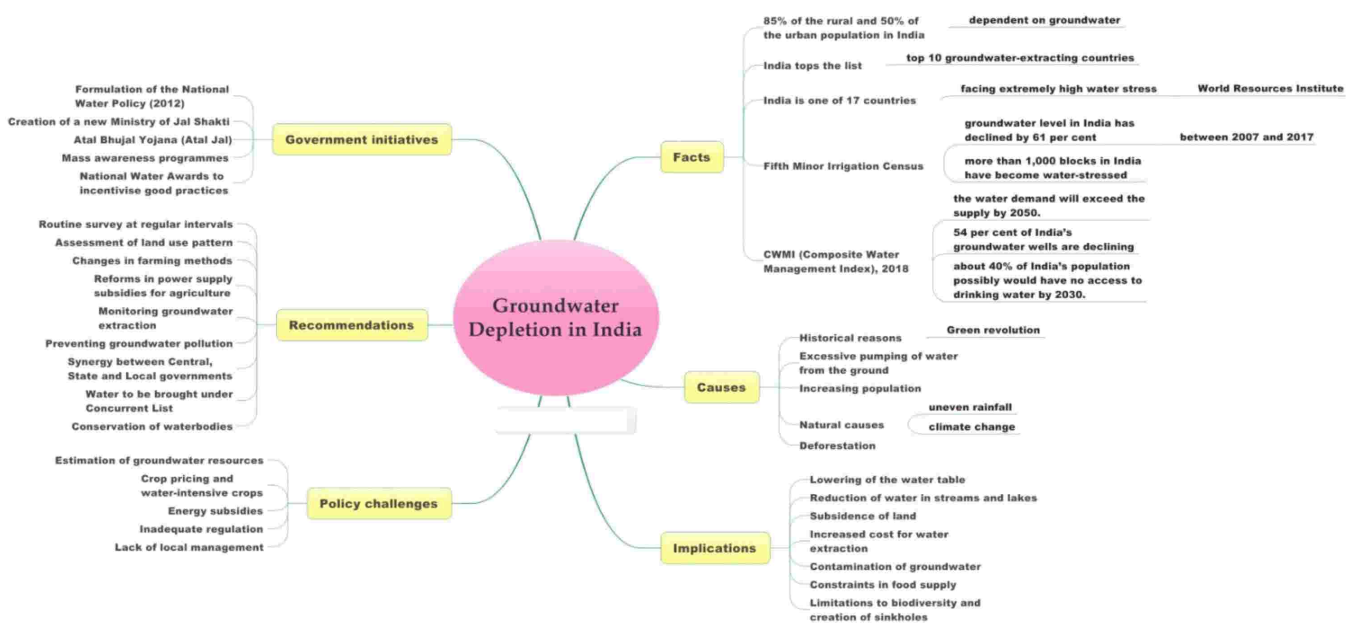 Groundwater
Depletion in India
Facts
85% of the rural and 50% of
the urban population in India
dependent on groundwater
India tops the list
top 10 groundwater-extracting countries
India is one of 17 countries
facing extremely high water stress
World Resources Institute
Fifth Minor Irrigation Census
groundwater level in India has
declined by 61 per cent
between 2007 and 2017
more than 1,000 blocks in India
have become water-stressed
CWMI (Composite Water
Management Index), 2018
the water demand will exceed the
supply by 2050.
54 per cent of India's
groundwater wells are declining
about 40% of India's population
possibly would have no access to
drinking water by 2030.
Causes
Historical reasons
Green revolution
Excessive pumping of water
from the ground
Increasing population
Natural causes
uneven rainfall
climate change
Deforestation
Implications
Lowering of the water table
Reduction of water in streams and lakes
Subsidence of land
Increased cost for water
extraction
Contamination of groundwater
Constraints in food supply
Limitations to biodiversity and
creation of sinkholes
Government initiatives
Formulation of the National
Water Policy (2012)
Creation of a new Ministry of Jal Shakti
Atal Bhujal Yojana (Atal Jal)
Mass awareness programmes
National Water Awards to
incentivise good practices
Recommendations
Routine survey at regular intervals
Assessment of land use pattern
Changes in farming methods
Reforms in power supply
subsidies for agriculture
Monitoring groundwater
extraction
Preventing groundwater pollution
Synergy between Central,
State and Local governments
Water to be brought under
Concurrent List
Conservation of waterbodies
Policy challenges
Estimation of groundwater resources
Crop pricing and
water-intensive crops
Energy subsidies
Inadequate regulation
Lack of local management